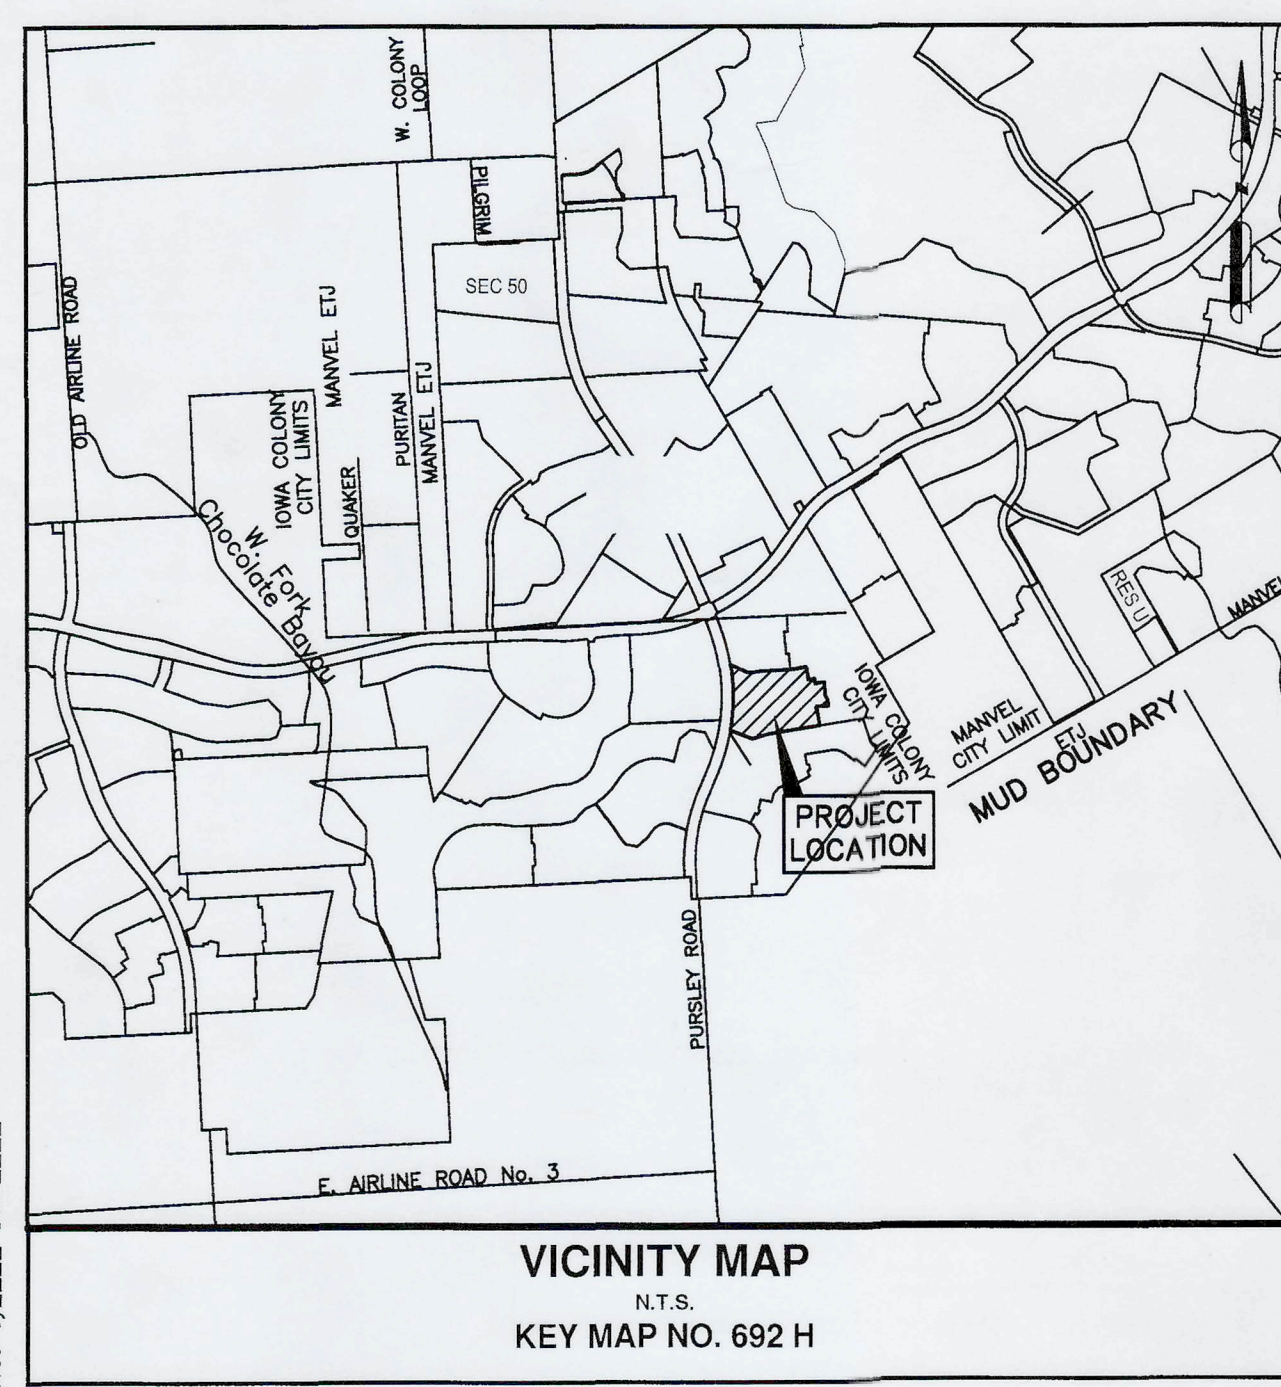 W. COLONY
LOOP
PILGRIM
SEC 50
OLD AIRLINE ROAD
MANVEL ETJ
IOWA COLONY
CITY LIMITS
PURITAN
MANVEL ETJ
QUAKER
W. Fork
Chocolate Bayou
RES U
MANVEL
IOWA COLONY
CITY LIMITS
MANVEL
CITY LIMIT
ETJ
MUD BOUNDARY
PROJECT
LOCATION
PURSLEY ROAD
E. AIRLINE ROAD No. 3
VICINITY MAP
N.T.S.
KEY MAP NO. 692 H